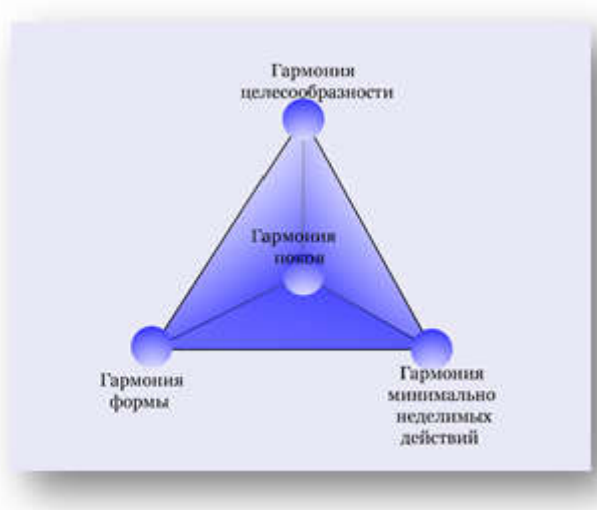 Гармония
целесообразности
Гармония
покоя
Гармония
формы
Гармония
минимально
неделимых
действий